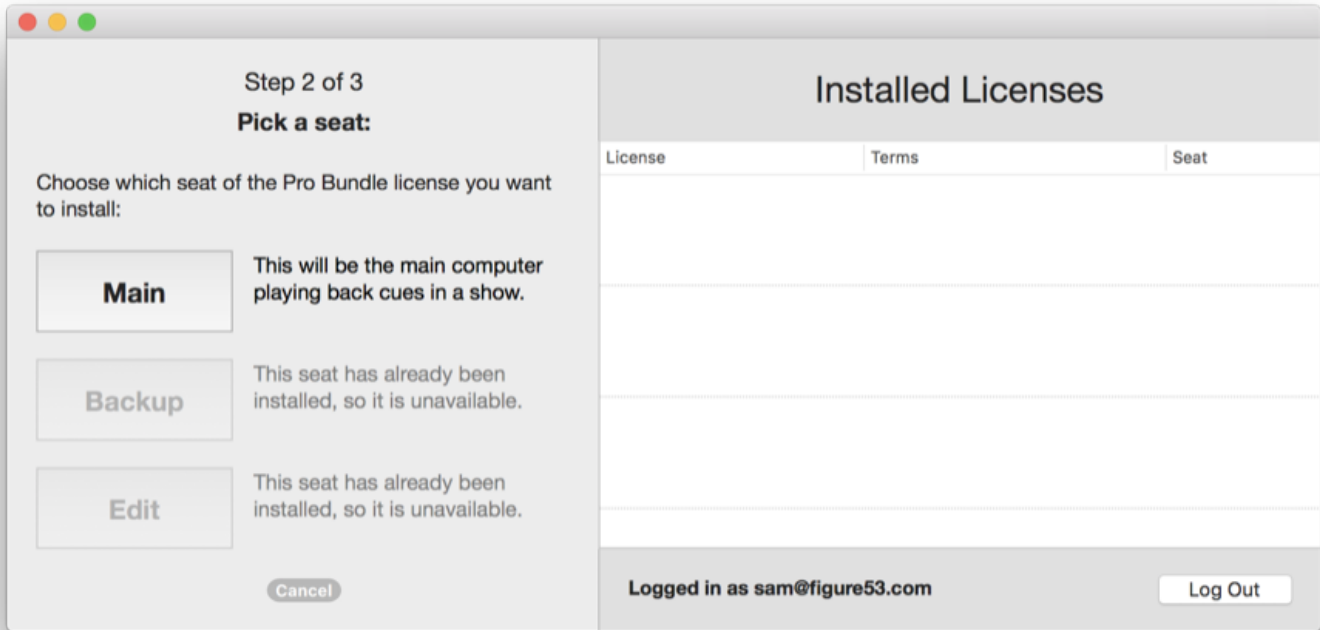 Step 2 of 3
Pick a seat:
Choose which seat of the Pro Bundle license you want
to install:
Main
This will be the main computer
playing back cues in a show.
Backup
This seat has already been
installed, so it is unavailable.
Edit
This seat has already been
installed, so it is unavailable.
Cancel
Installed Licenses
License
Terms
Seat
Logged in as sam@figure53.com
Log Out